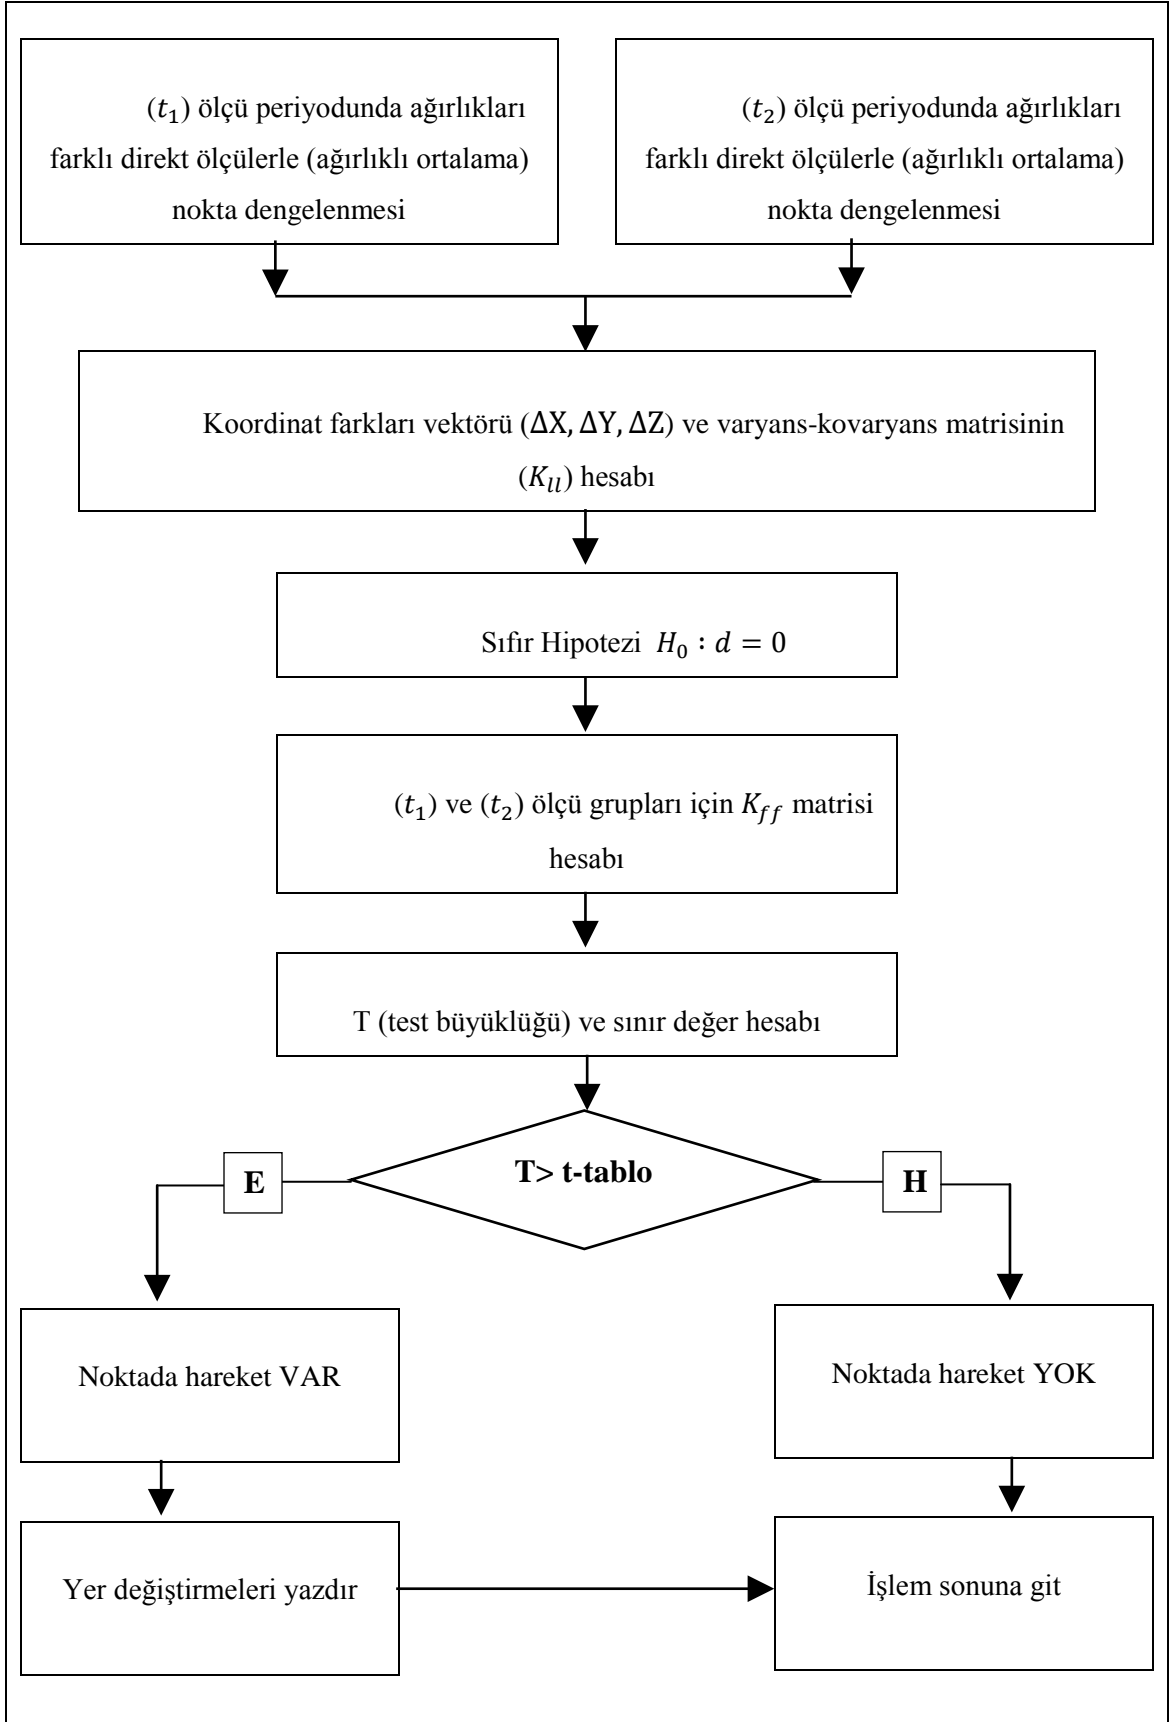 (t₁) ölçü periyodunda ağırlıkları
farklı direkt ölçülerle (ağırlıklı ortalama)
nokta dengelenmesi
(t₂) ölçü periyodunda ağırlıkları
farklı direkt ölçülerle (ağırlıklı ortalama)
nokta dengelenmesi
Koordinat farkları vektörü (ΔX, ΔY, ΔZ) ve varyans-kovaryans matrisinin
(K_ll) hesabı
Sıfır Hipotezi H₀ : d = 0
(t₁) ve (t₂) ölçü grupları için K_ff matrisi
hesabı
T (test büyüklüğü) ve sınır değer hesabı
T> t-tablo
E
H
Noktada hareket VAR
Noktada hareket YOK
Yer değiştirmeleri yazdır
İşlem sonuna git